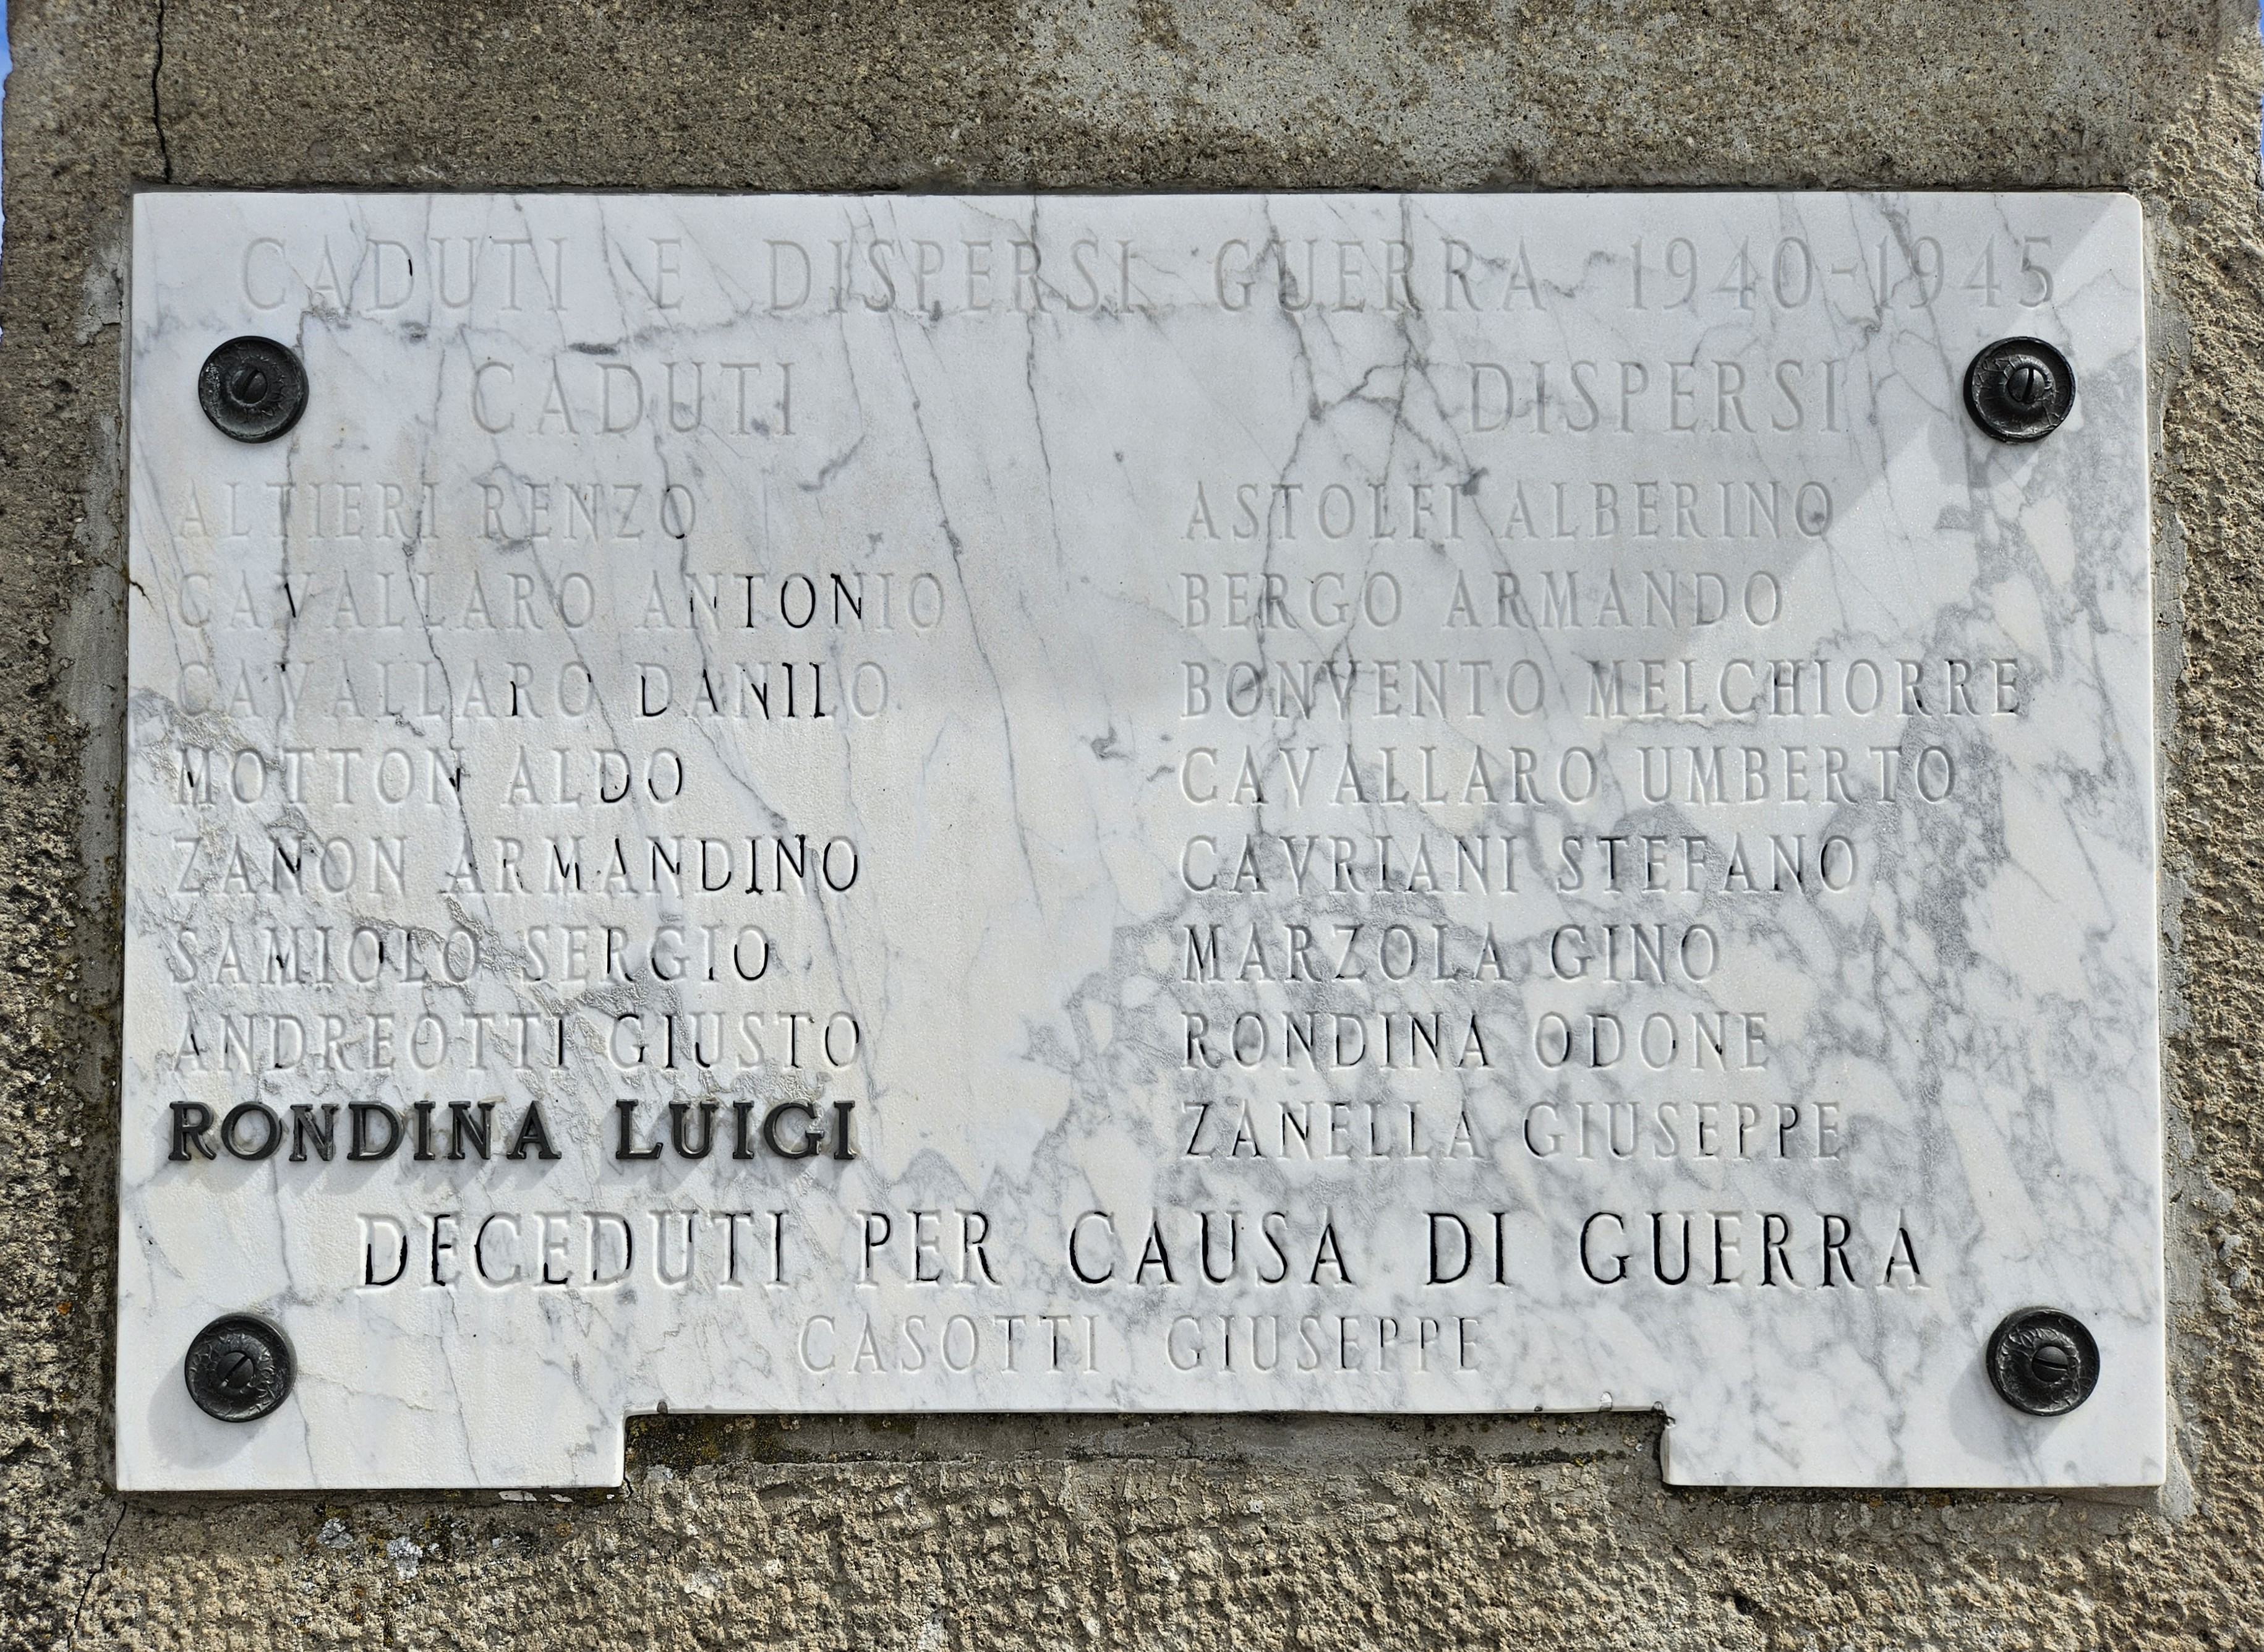 CADUTI E DISPERSI GUERRA 1940-1945
CADUTI
ALTIERI RENZO
CAVALLARO ANTONIO
CAVALLARO DANILO
MOTTON ALDO
ZANON ARMANDINO
SAMIOLO SERGIO
ANDREOTTI GIUSTO
RONDINA LUIGI
DISPERSI
ASTOLFI ALBERINO
BERGO ARMANDO
BONVENTO MELCHIORRE
CAVALLARO UMBERTO
CAVRIANI STEFANO
MARZOLA GINO
RONDINA ODONE
ZANELLA GIUSEPPE
DECEDUTI PER CAUSA DI GUERRA
CASOTTI GIUSEPPE